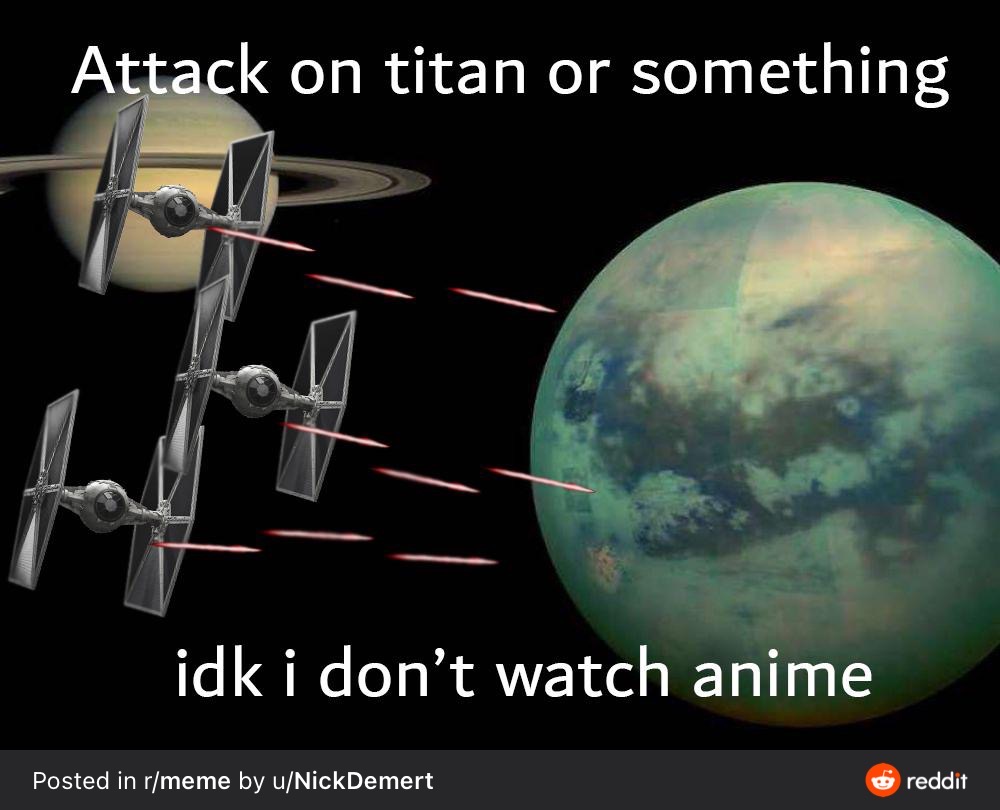 Attack on titan or something
idk i don’t watch anime
Posted in r/meme by u/NickDemert
reddit